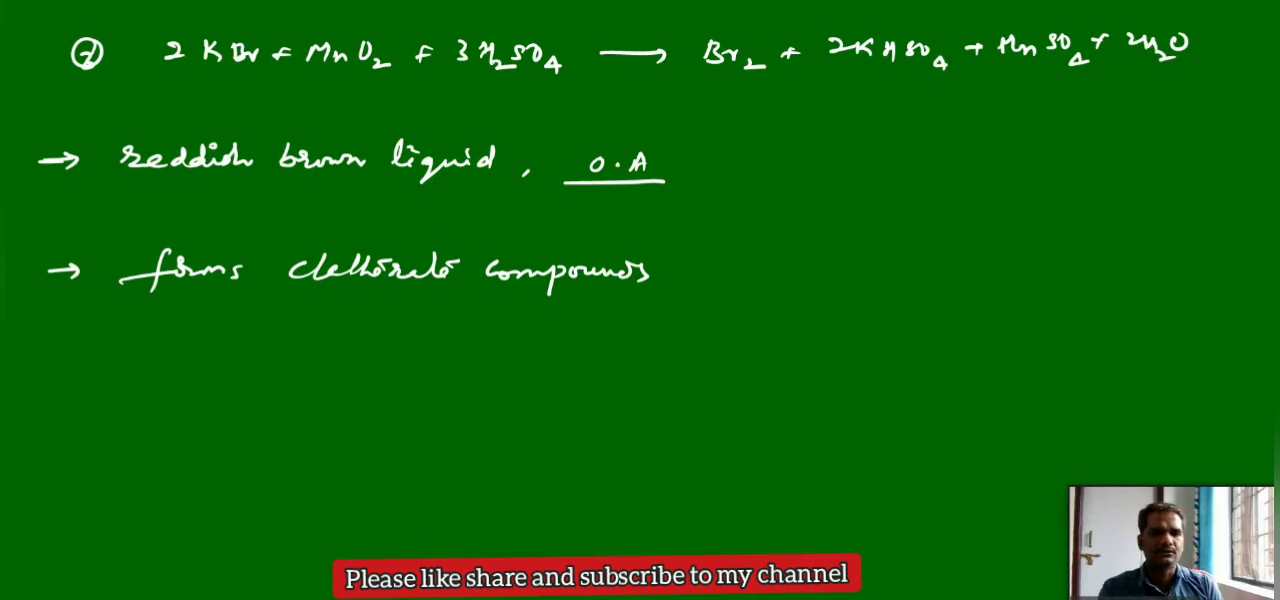 ② 2KBr + MnO₂ + 3H₂SO₄ ⟶ Br₂ + 2KHSO₄ + MnSO₄ + 2H₂O
→ reddish brown liquid, O.A
→ forms clathrate compounds
Please like share and subscribe to my channel